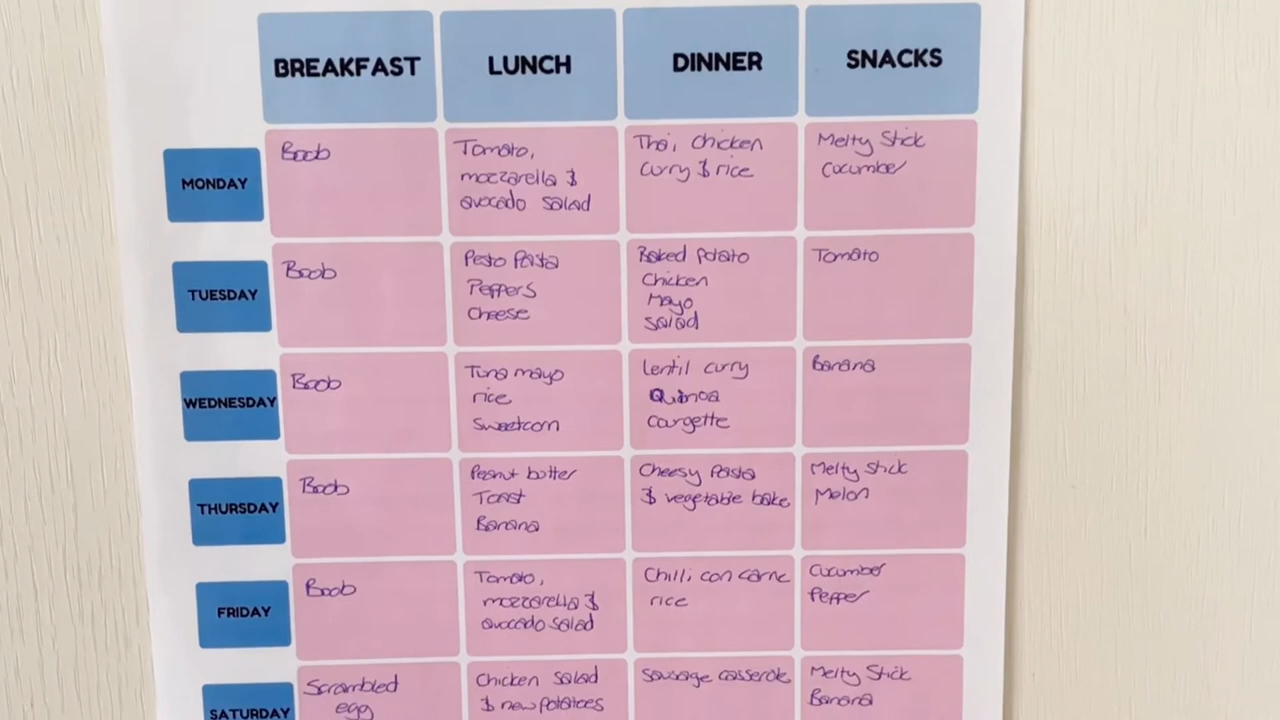 BREAKFAST LUNCH DINNER SNACKS
MONDAY
Boob
Tomato,
mozzarella &
avocado salad
Thai Chicken
curry & rice
Melty Stick
Cucumber
TUESDAY
Boob
Pesto Pasta
Peppers
Cheese
Baked potato
Chicken
Mayo
salad
Tomato
WEDNESDAY
Boob
Tuna mayo
rice
Sweetcorn
Lentil curry
Quinoa
Courgette
Banana
THURSDAY
Boob
Peanut butter
Toast
Banana
Cheesy Pasta
& vegetable bake
Melty Stick
Melon
FRIDAY
Boob
Tomato,
mozzarella &
avocado salad
Chilli con carne
rice
Cucumber
Pepper
SATURDAY
Scrambled
egg
Chicken Salad
& new potatoes
Sausage casserole
Melty Stick
Banana